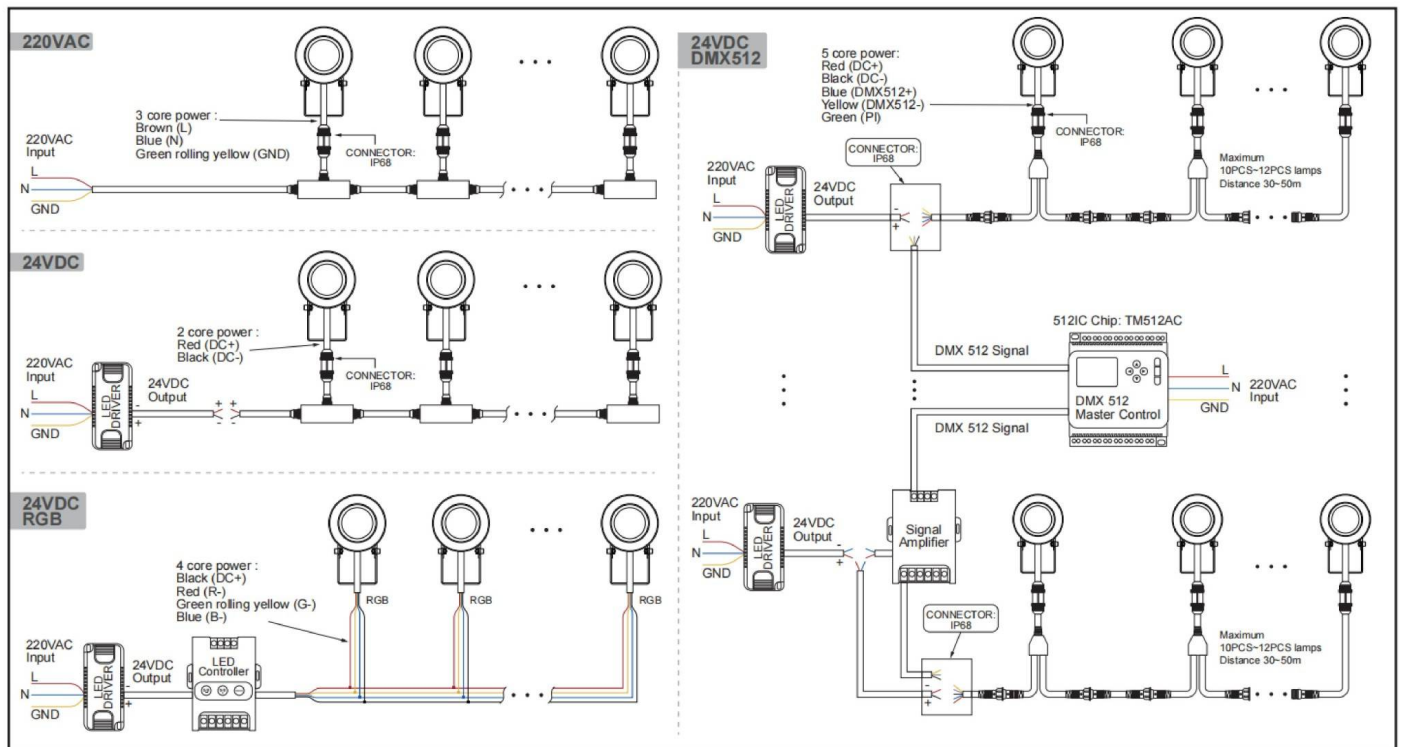 220VAC
3 core power :
Brown (L)
Blue (N)
Green rolling yellow (GND)
CONNECTOR:
IP68
220VAC
Input
L
N
GND
24VDC
2 core power :
Red (DC+)
Black (DC-)
CONNECTOR:
IP68
220VAC
Input
L
N
GND
LED
DRIVER
24VDC
Output
-
+
+ +
- -
24VDC
RGB
4 core power :
Black (DC+)
Red (R-)
Green rolling yellow (G-)
Blue (B-)
RGB
RGB
RGB
220VAC
Input
L
N
GND
LED
DRIVER
24VDC
Output
-
+
LED
Controller
24VDC
DMX512
5 core power:
Red (DC+)
Black (DC-)
Blue (DMX512+)
Yellow (DMX512-)
Green (PI)
CONNECTOR:
IP68
CONNECTOR:
IP68
220VAC
Input
L
N
GND
LED
DRIVER
24VDC
Output
-
+
Maximum
10PCS~12PCS lamps
Distance 30~50m
512IC Chip: TM512AC
DMX 512 Signal
DMX 512
Master Control
L
N
GND
220VAC
Input
DMX 512 Signal
220VAC
Input
L
N
GND
LED
DRIVER
24VDC
Output
-
+
Signal
Amplifier
CONNECTOR:
IP68
-
+
Maximum
10PCS~12PCS lamps
Distance 30~50m